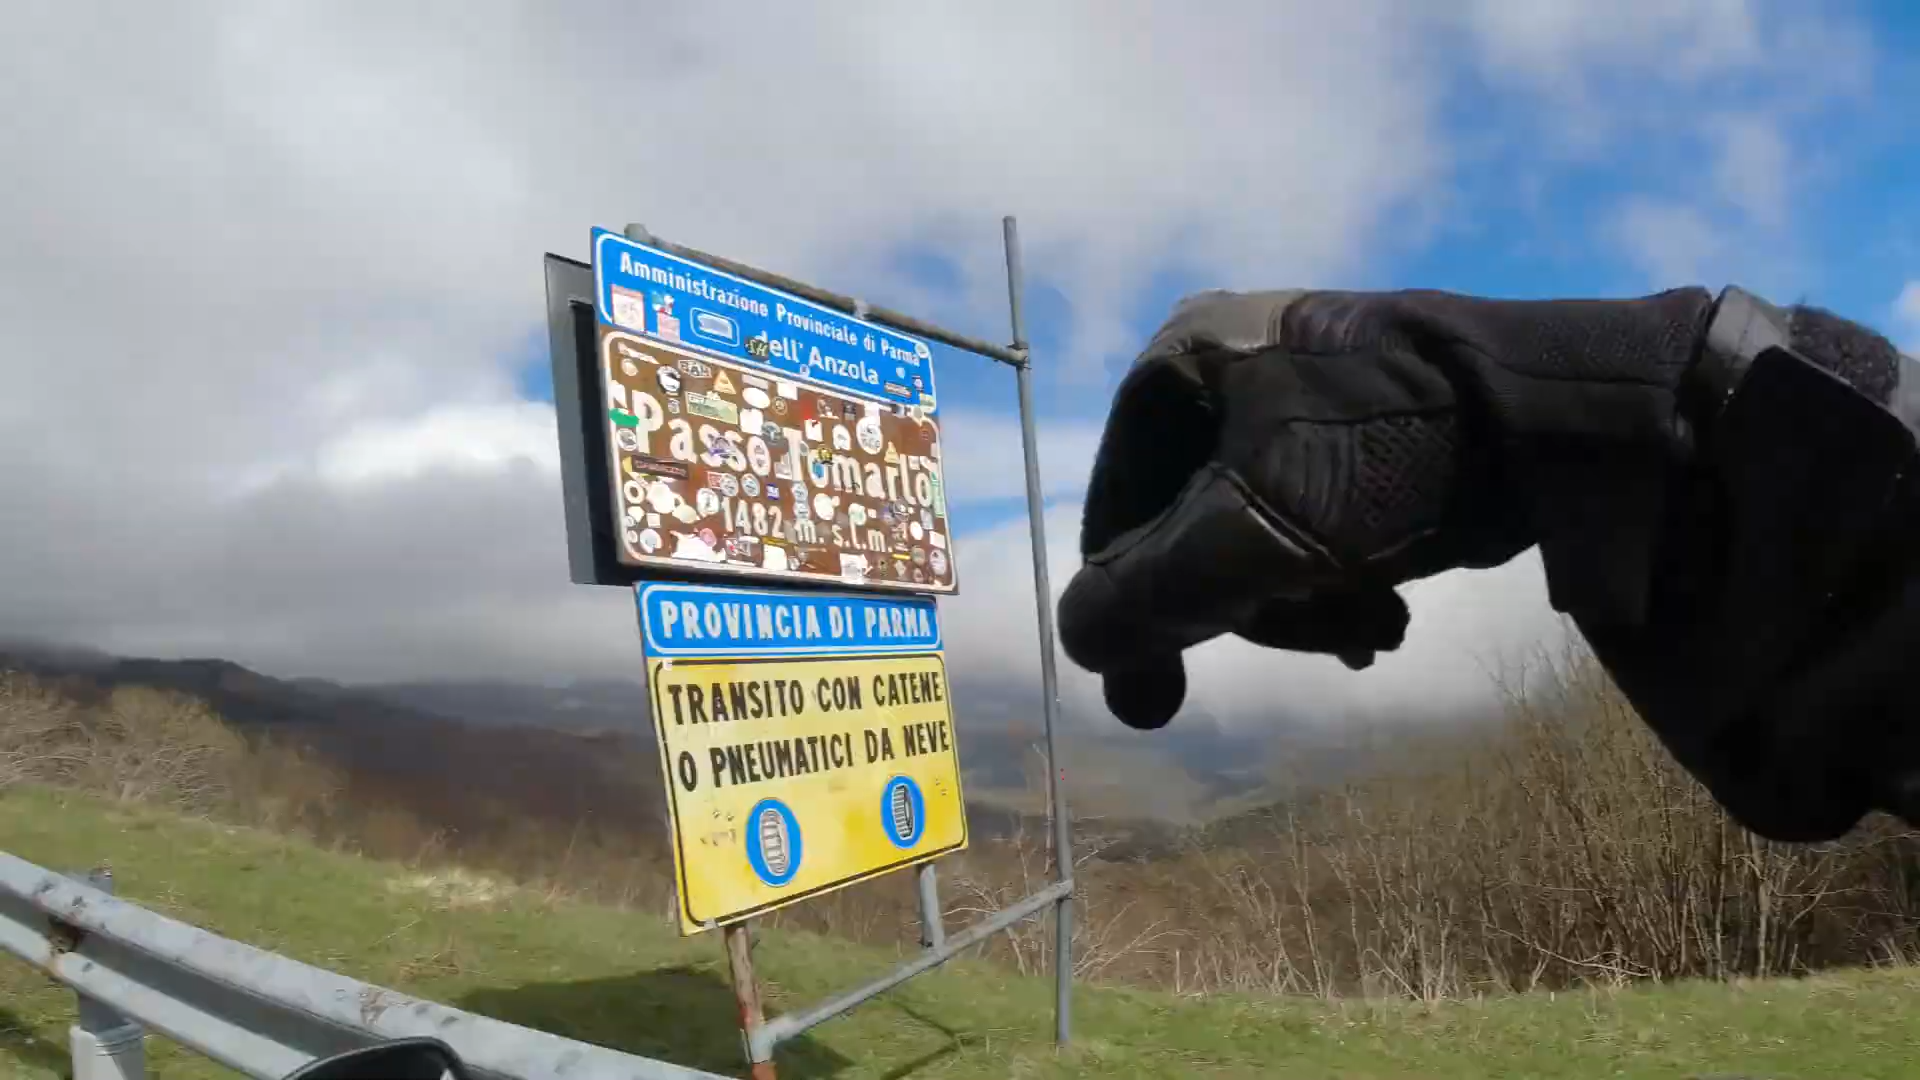 Amministrazione Provinciale di Parma
dell'Anzola
Passo Tomarlo
1482 m. s.l.m.
PROVINCIA DI PARMA
TRANSITO CON CATENE
O PNEUMATICI DA NEVE